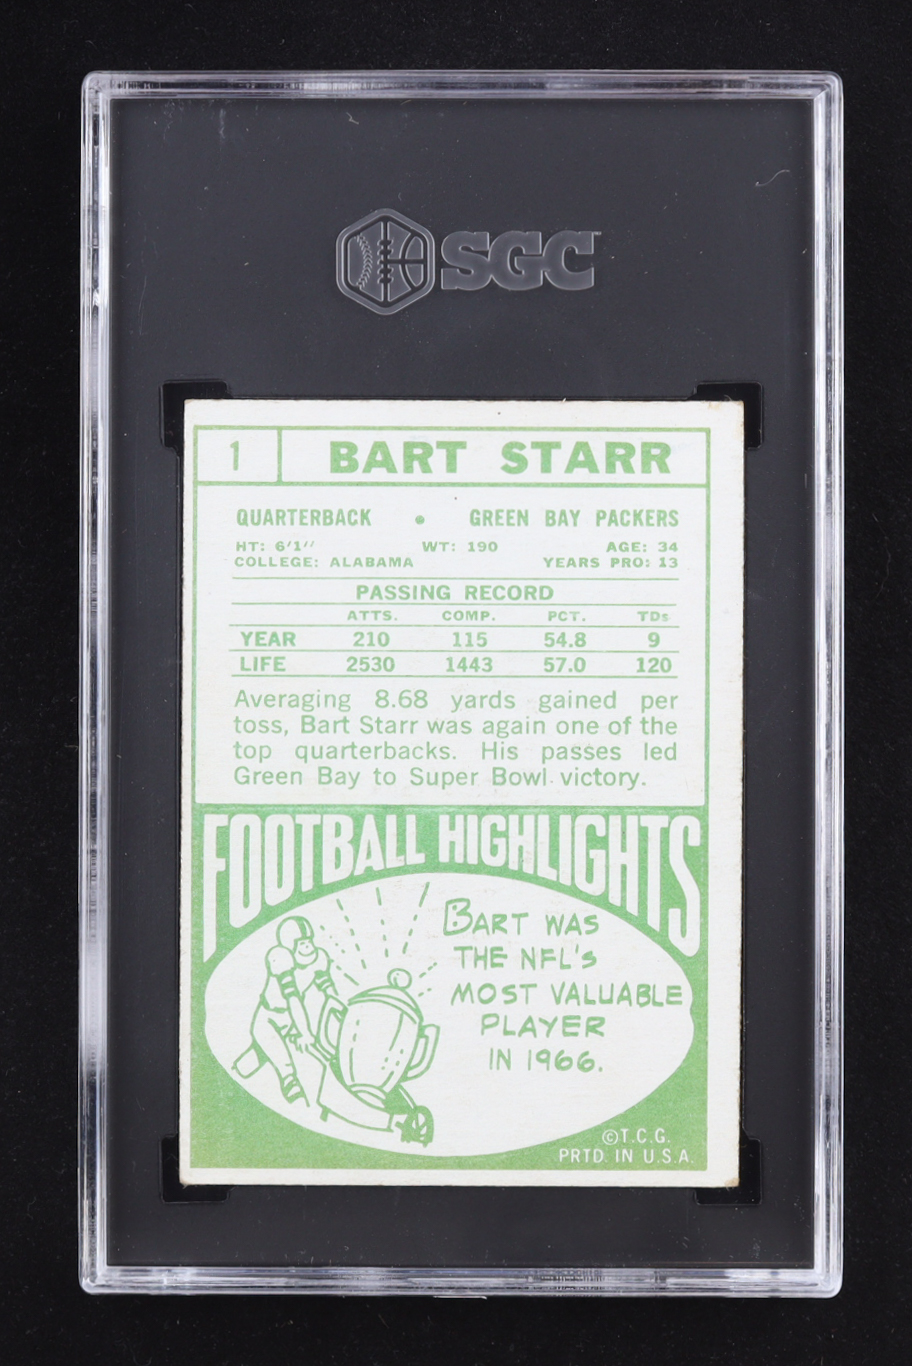 SGC
1 BART STARR
QUARTERBACK • GREEN BAY PACKERS
HT: 6'1" WT: 190 AGE: 34
COLLEGE: ALABAMA YEARS PRO: 13
PASSING RECORD
ATTS. COMP. PCT. TDs
YEAR 210 115 54.8 9
LIFE 2530 1443 57.0 120
Averaging 8.68 yards gained per
toss, Bart Starr was again one of the
top quarterbacks. His passes led
Green Bay to Super Bowl victory.
FOOTBALL HIGHLIGHTS
BART WAS
THE NFL'S
MOST VALUABLE
PLAYER
IN 1966.
©T.C.G.
PRTD. IN U.S.A.